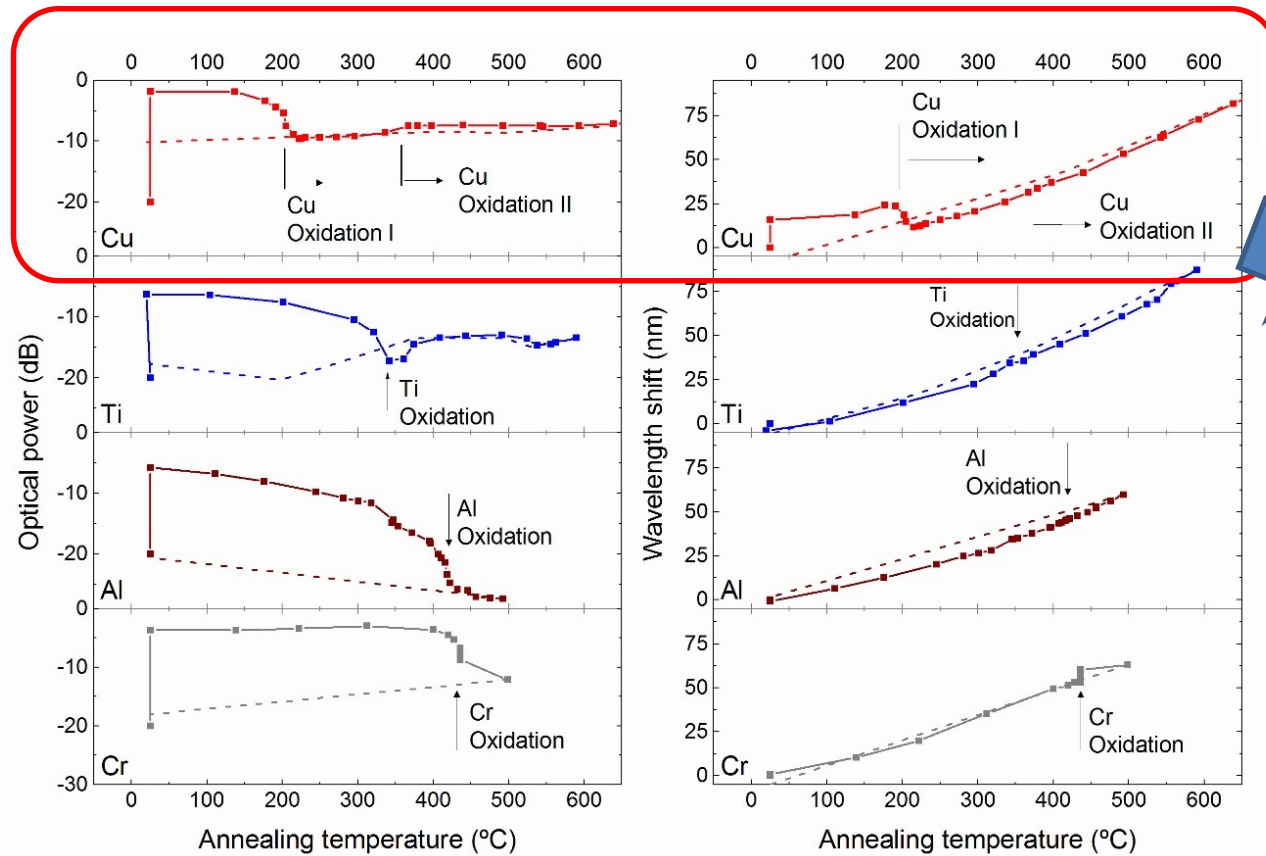 0 100 200 300 400 500 600
0 100 200 300 400 500 600
0
-10
-20
0
-10
-20
0
-10
-20
0
-10
-20
-30
Optical power (dB)
Cu
Oxidation I
Cu
Oxidation II
Cu
Ti
Oxidation
Ti
Al
Oxidation
Al
Cr
Oxidation
Cr
0 100 200 300 400 500 600
Annealing temperature (ºC)
75
50
25
0
75
50
25
0
75
50
25
0
75
50
25
0
Wavelength shift (nm)
Cu
Oxidation I
Cu
Oxidation II
Cu
Ti
Oxidation
Ti
Al
Oxidation
Al
Cr
Oxidation
Cr
0 100 200 300 400 500 600
Annealing temperature (ºC)